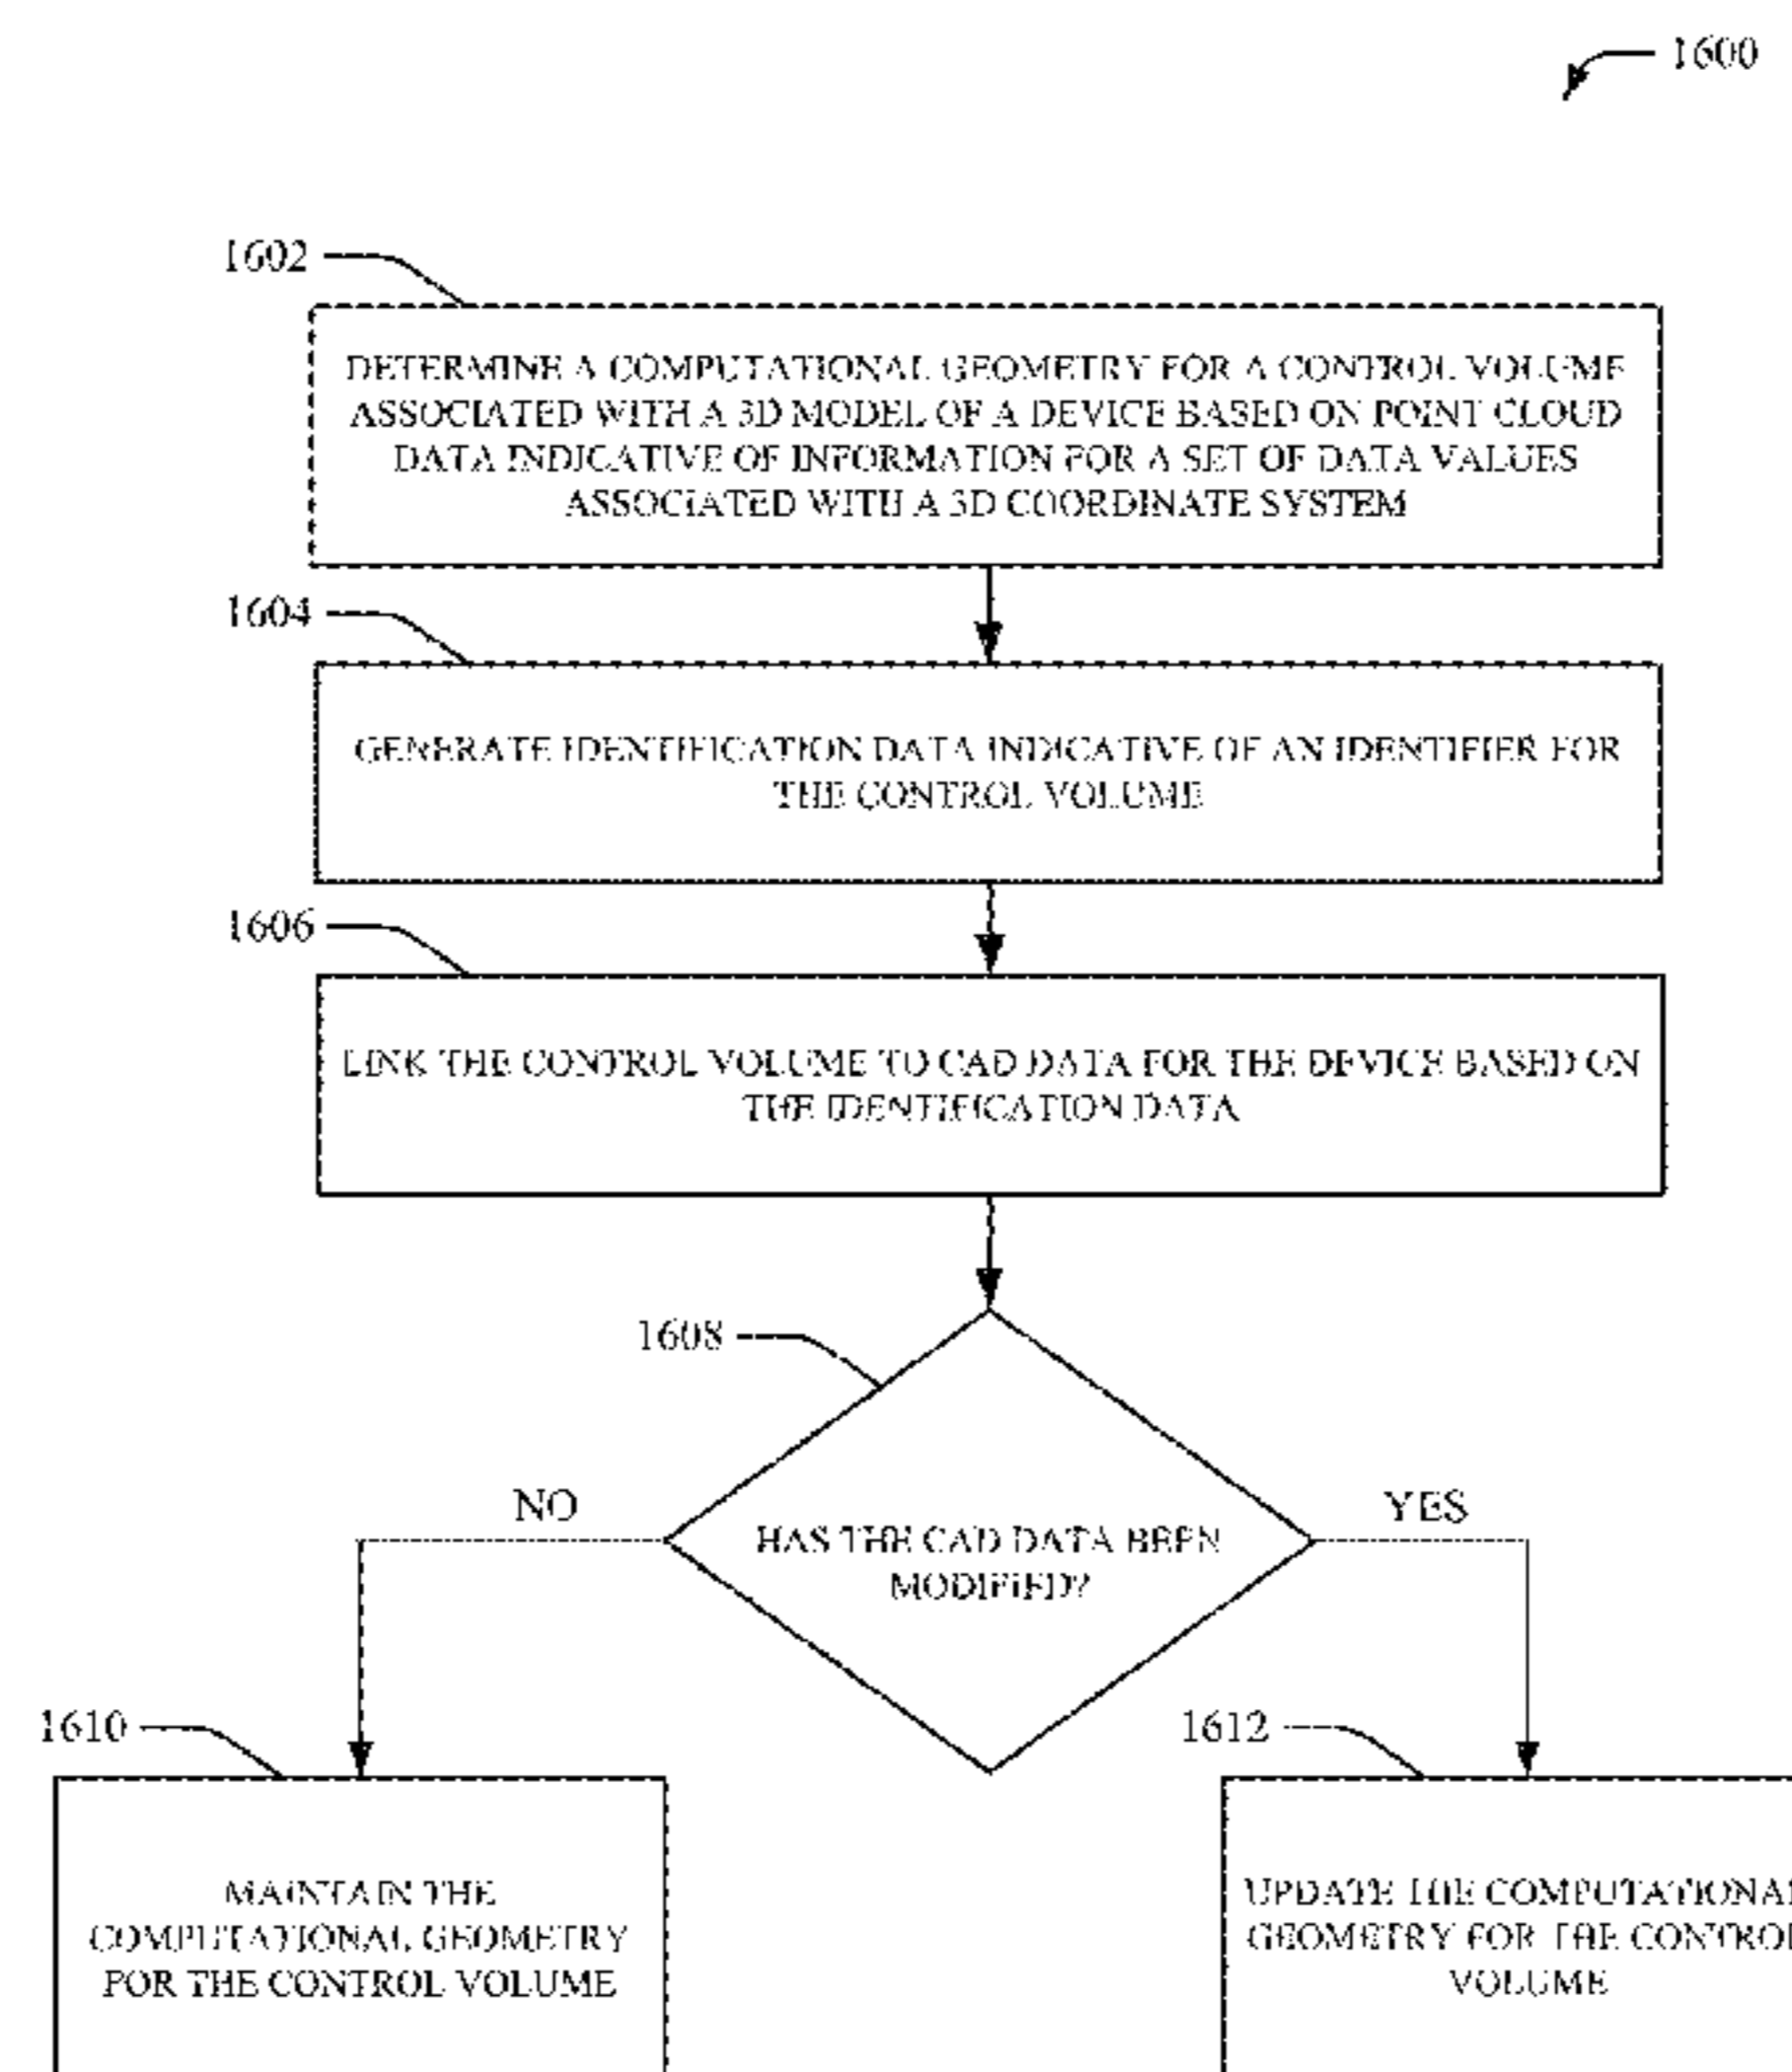 1600
1602
DETERMINE A COMPUTATIONAL GEOMETRY FOR A CONTROL VOLUME
ASSOCIATED WITH A 3D MODEL OF A DEVICE BASED ON POINT CLOUD
DATA INDICATIVE OF INFORMATION FOR A SET OF DATA VALUES
ASSOCIATED WITH A 3D COORDINATE SYSTEM
1604
GENERATE IDENTIFICATION DATA INDICATIVE OF AN IDENTIFIER FOR
THE CONTROL VOLUME
1606
LINK THE CONTROL VOLUME TO CAD DATA FOR THE DEVICE BASED ON
THE IDENTIFICATION DATA
1608
HAS THE CAD DATA BEEN
MODIFIED?
NO
YES
1610
MAINTAIN THE
COMPUTATIONAL GEOMETRY
FOR THE CONTROL VOLUME
1612
UPDATE THE COMPUTATIONAL
GEOMETRY FOR THE CONTROL
VOLUME